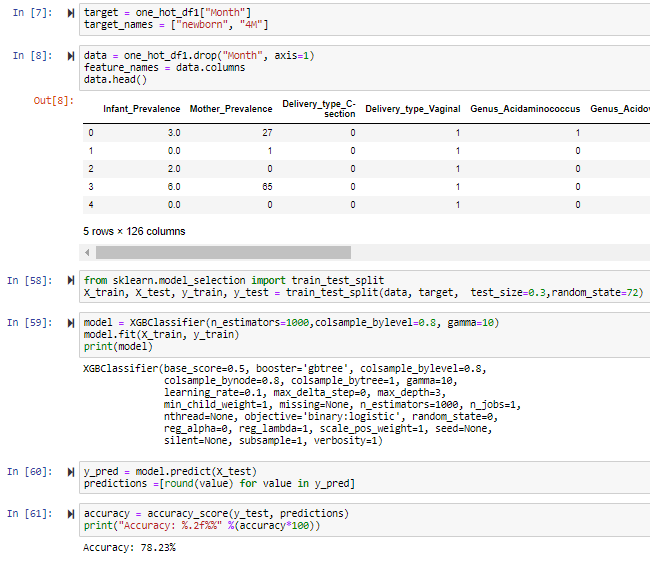 In [7]: target = one_hot_df1["Month"]
target_names = ["newborn", "4M"]
In [8]: data = one_hot_df1.drop("Month", axis=1)
feature_names = data.columns
data.head()
Out[8]:
Infant_Prevalence Mother_Prevalence Delivery_type_C-section Delivery_type_Vaginal Genus_Acidaminococcus Genus_Acidov
0 3.0 27 0 1 1
1 0.0 1 0 1 0
2 2.0 0 0 1 0
3 6.0 65 0 1 0
4 0.0 0 0 1 0
5 rows × 126 columns
In [58]: from sklearn.model_selection import train_test_split
X_train, X_test, y_train, y_test = train_test_split(data, target,  test_size=0.3,random_state=72)
In [59]: model = XGBClassifier(n_estimators=1000,colsample_bylevel=0.8, gamma=10)
model.fit(X_train, y_train)
print(model)
XGBClassifier(base_score=0.5, booster='gbtree', colsample_bylevel=0.8,
colsample_bynode=0.8, colsample_bytree=1, gamma=10,
learning_rate=0.1, max_delta_step=0, max_depth=3,
min_child_weight=1, missing=None, n_estimators=1000, n_jobs=1,
nthread=None, objective='binary:logistic', random_state=0,
reg_alpha=0, reg_lambda=1, scale_pos_weight=1, seed=None,
silent=None, subsample=1, verbosity=1)
In [60]: y_pred = model.predict(X_test)
predictions =[round(value) for value in y_pred]
In [61]: accuracy = accuracy_score(y_test, predictions)
print("Accuracy: %.2f%%" %(accuracy*100))
Accuracy: 78.23%